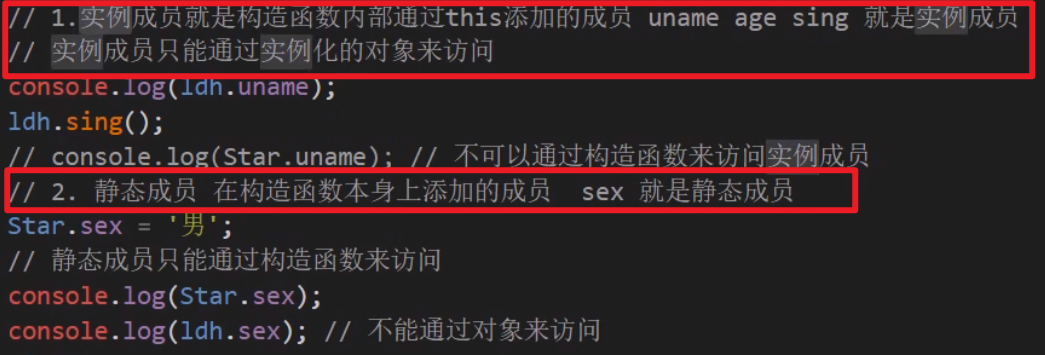 // 1.实例成员就是构造函数内部通过this添加的成员 uname age sing 就是实例成员
// 实例成员只能通过实例化的对象来访问
console.log(ldh.uname);
ldh.sing();
// console.log(Star.uname); // 不可以通过构造函数来访问实例成员
// 2. 静态成员 在构造函数本身上添加的成员  sex 就是静态成员
Star.sex = '男';
// 静态成员只能通过构造函数来访问
console.log(Star.sex);
console.log(ldh.sex); // 不能通过对象来访问